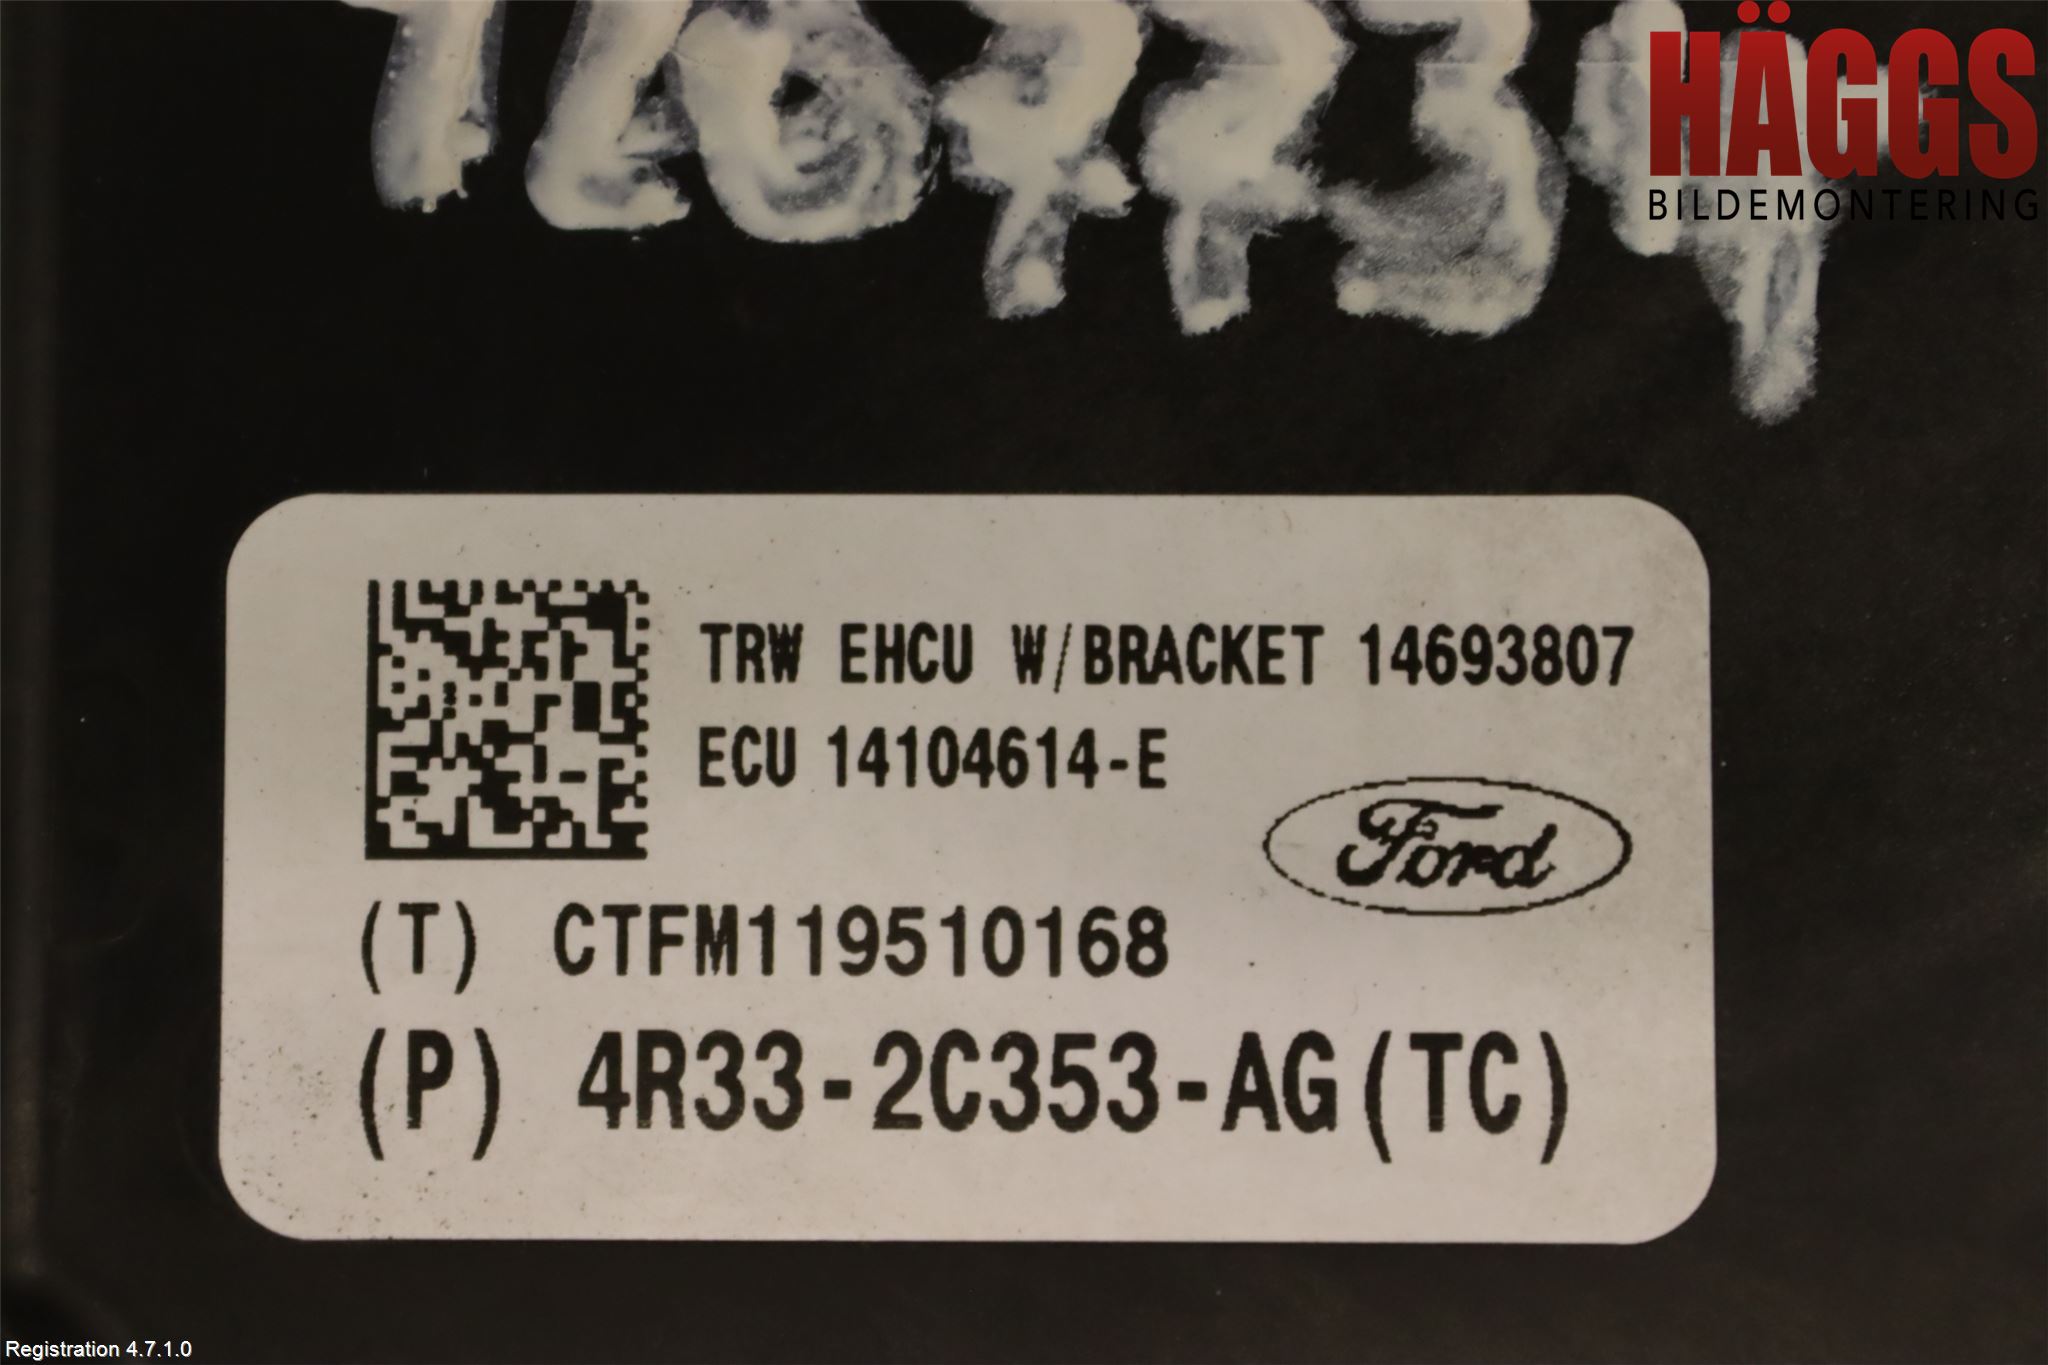 HÄGGS
BILDEMONTERING
TRW EHCU W/BRACKET 14693807
ECU 14104614-E
Ford
(T) CTFM119510168
(P) 4R33-2C353-AG(TC)
Registration 4.7.1.0